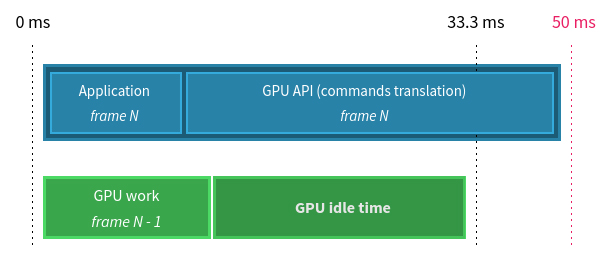 0 ms
33.3 ms
50 ms
Application
frame N
GPU API (commands translation)
frame N
GPU work
frame N - 1
GPU idle time